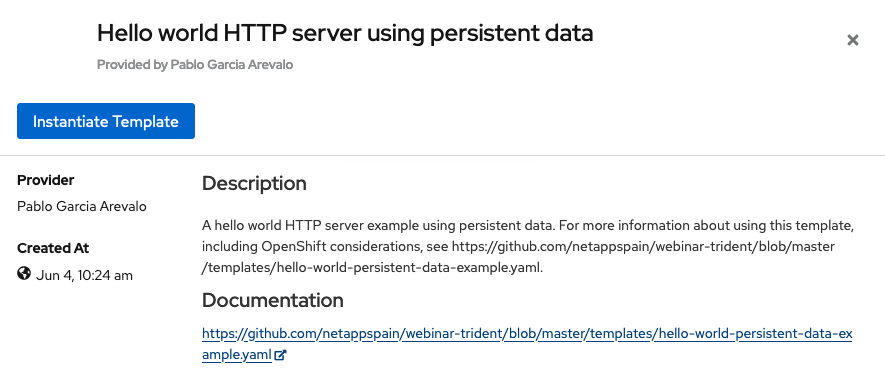 Hello world HTTP server using persistent data
Provided by Pablo Garcia Arevalo
Instantiate Template
Provider
Pablo Garcia Arevalo
Created At
Jun 4, 10:24 am
Description
A hello world HTTP server example using persistent data. For more information about using this template,
including OpenShift considerations, see https://github.com/netappspain/webinar-trident/blob/master
/templates/hello-world-persistent-data-example.yaml.
Documentation
https://github.com/netappspain/webinar-trident/blob/master/templates/hello-world-persistent-data-ex
ample.yaml